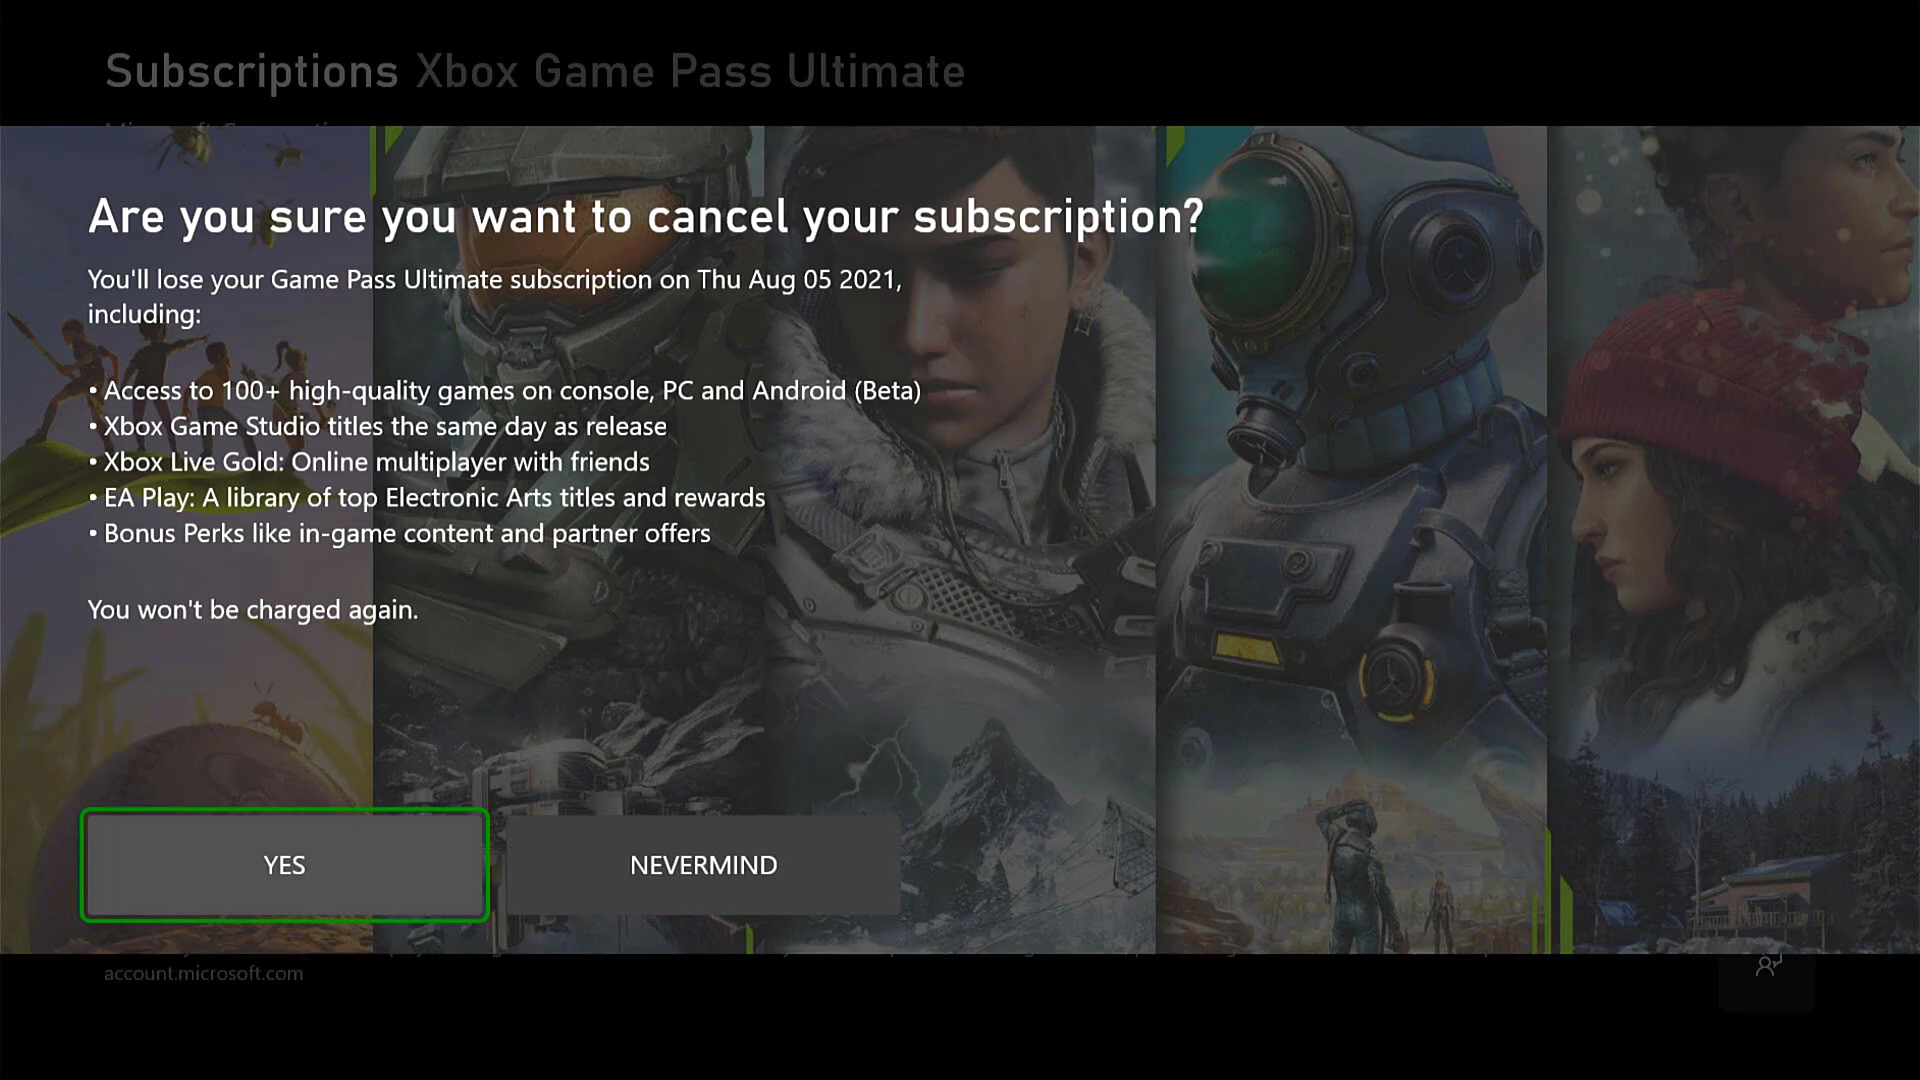 Subscriptions Xbox Game Pass Ultimate
Are you sure you want to cancel your subscription?
You'll lose your Game Pass Ultimate subscription on Thu Aug 05 2021,
including:
• Access to 100+ high-quality games on console, PC and Android (Beta)
• Xbox Game Studio titles the same day as release
• Xbox Live Gold: Online multiplayer with friends
• EA Play: A library of top Electronic Arts titles and rewards
• Bonus Perks like in-game content and partner offers
You won't be charged again.
YES
NEVERMIND
account.microsoft.com